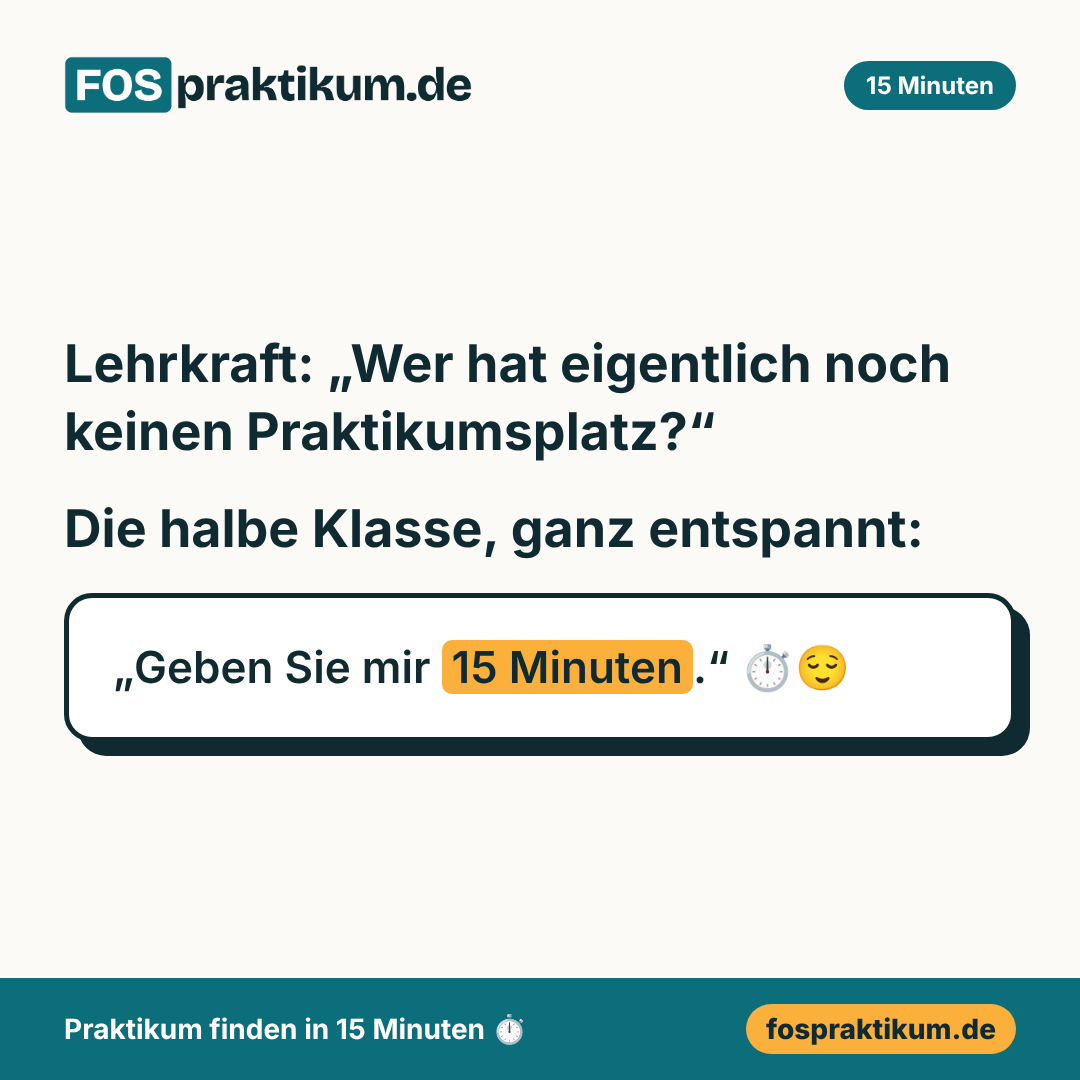 FOSpraktikum.de
15 Minuten
Lehrkraft: „Wer hat eigentlich noch
keinen Praktikumsplatz?“
Die halbe Klasse, ganz entspannt:
„Geben Sie mir 15 Minuten.“ ⏱️😌
Praktikum finden in 15 Minuten ⏱️
fospraktikum.de